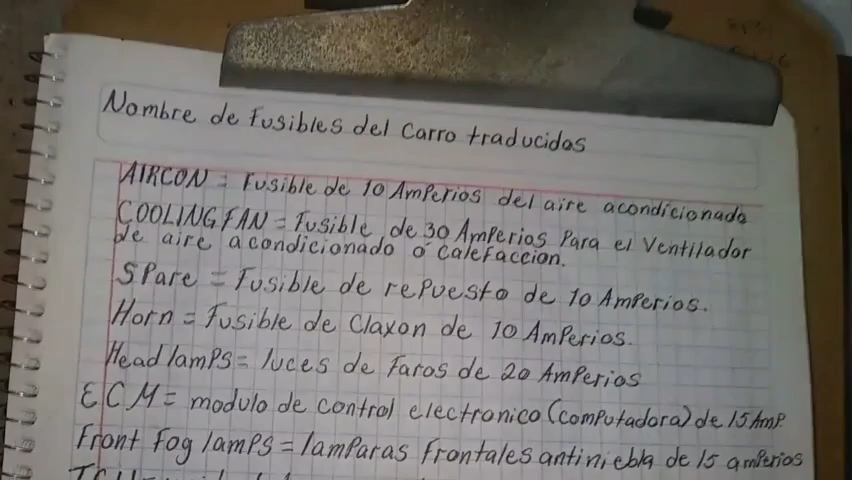 Nombre de Fusibles del Carro traducidos
AIRCON = Fusible de 10 Amperios del aire acondicionado
COOLING FAN = Fusible de 30 Amperios Para el Ventilador
de aire acondicionado o calefaccion.
Spare = Fusible de repuesto de 10 Amperios.
Horn = Fusible de Claxon de 10 Amperios.
Head lamps = luces de Faros de 20 Amperios
ECM = modulo de control electronico (computadora) de 15 Amp.
Front Fog lamps = lamparas Frontales antiniebla de 15 amperios